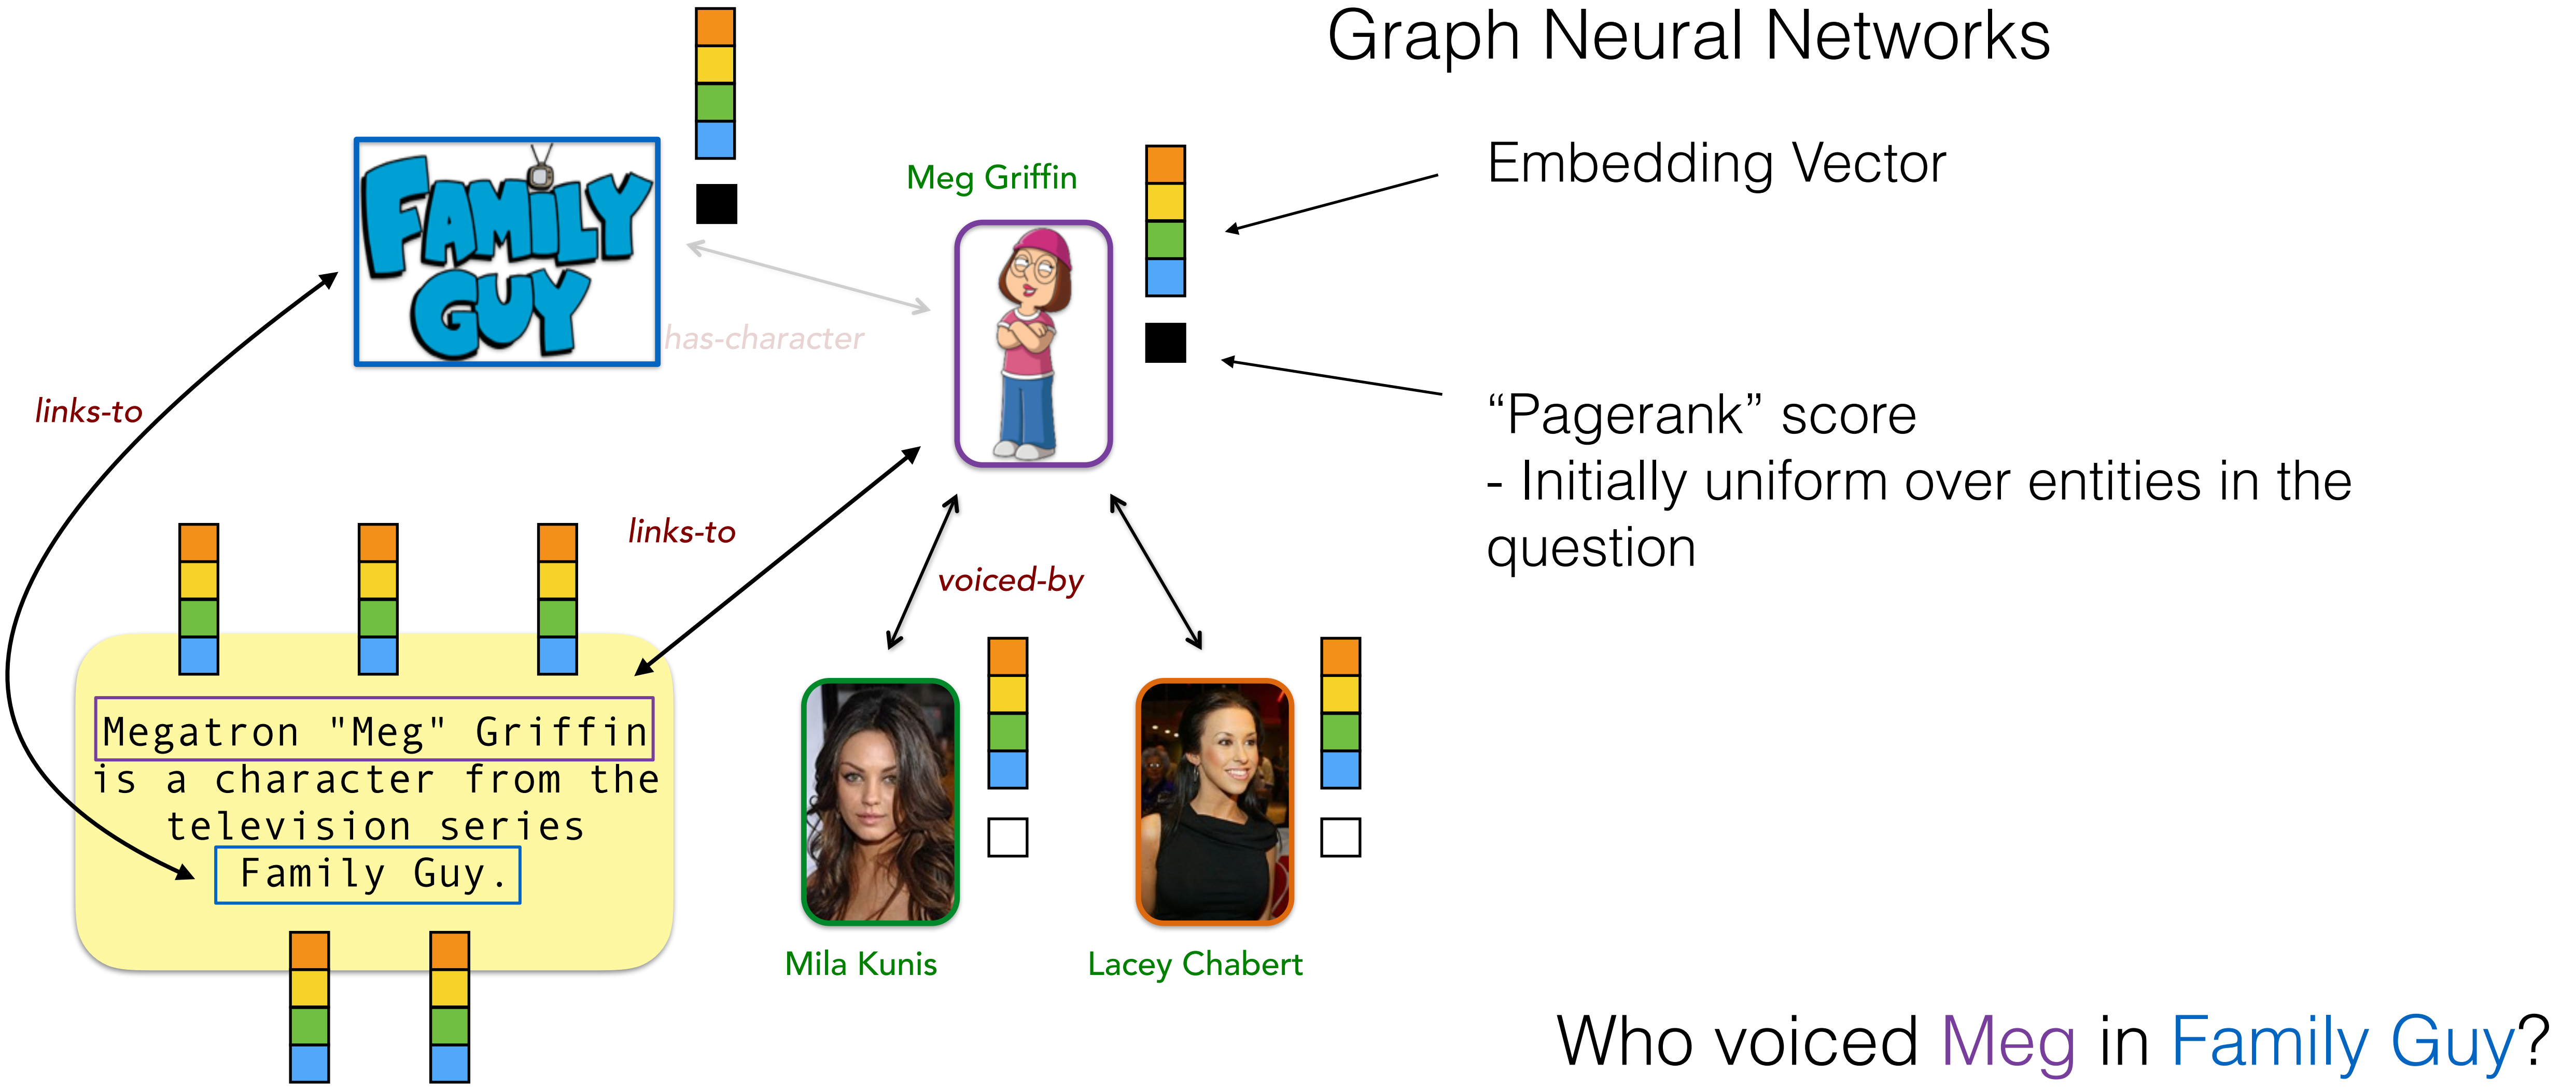 Graph Neural Networks
FAMILY
GUY
Meg Griffin
Embedding Vector
has-character
links-to
“Pagerank” score
- Initially uniform over entities in the
question
links-to
voiced-by
Megatron "Meg" Griffin
is a character from the
television series
Family Guy.
Mila Kunis
Lacey Chabert
Who voiced Meg in Family Guy?